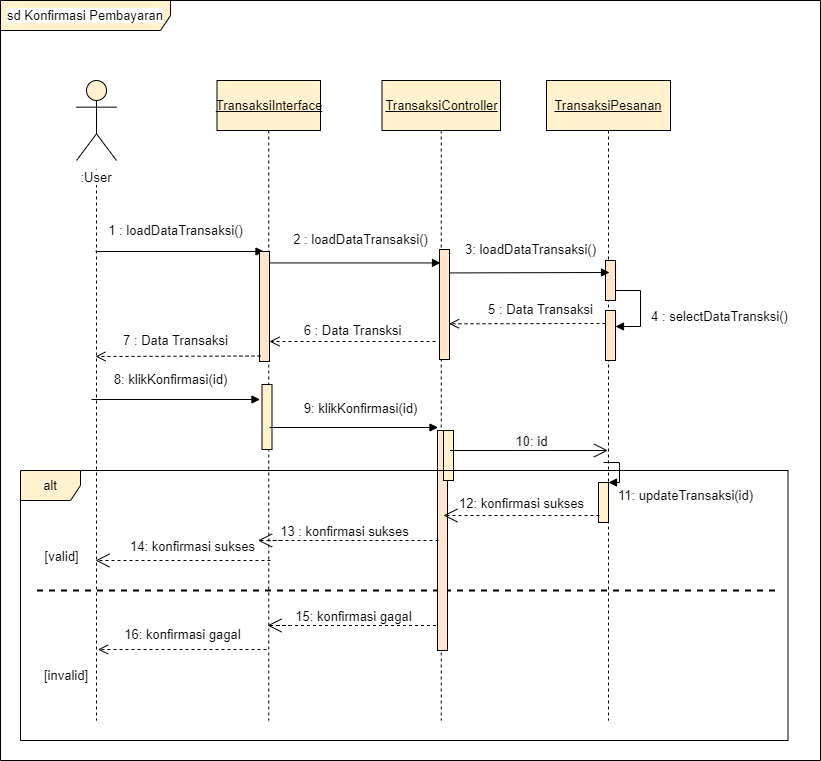 sd Konfirmasi Pembayaran
TransaksiInterface
TransaksiController
TransaksiPesanan
:User
1 : loadDataTransaksi()
2 : loadDataTransaksi()
3: loadDataTransaksi()
4 : selectDataTransksi()
5 : Data Transaksi
6 : Data Transksi
7 : Data Transaksi
8: klikKonfirmasi(id)
9: klikKonfirmasi(id)
10: id
alt
11: updateTransaksi(id)
12: konfirmasi sukses
13 : konfirmasi sukses
14: konfirmasi sukses
[valid]
15: konfirmasi gagal
16: konfirmasi gagal
[invalid]